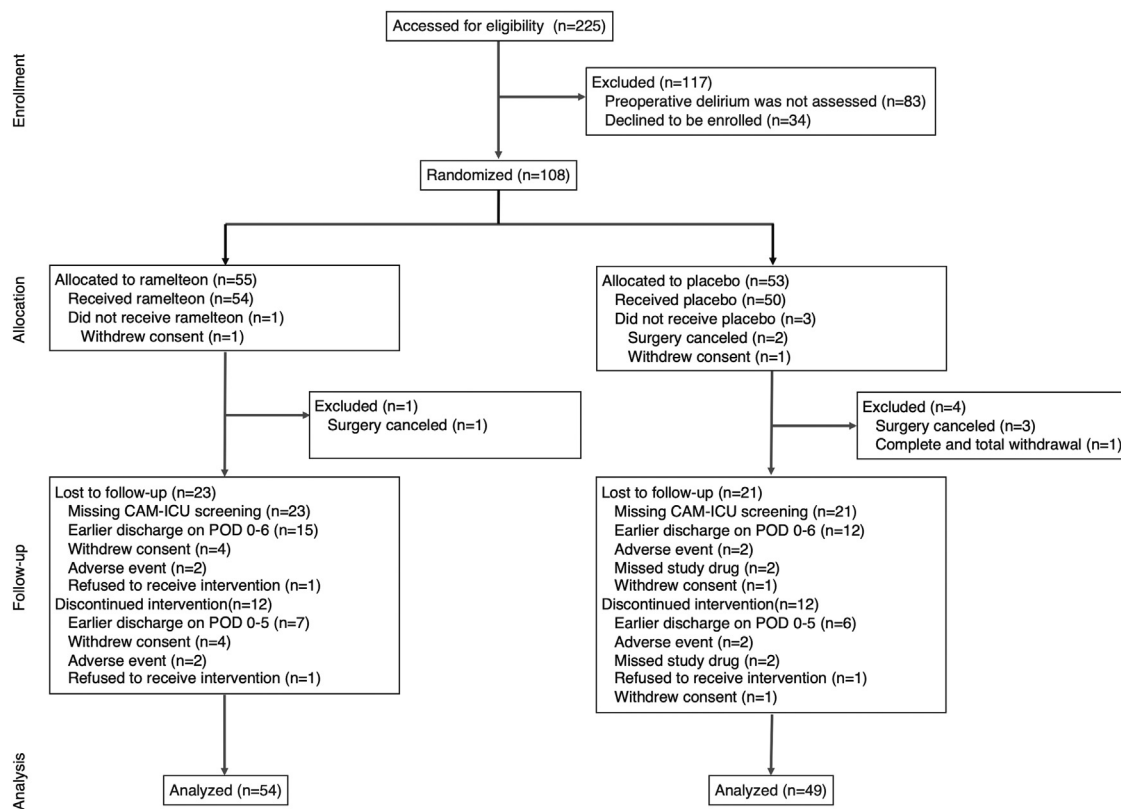 Accessed for eligibility (n=225)
Enrollment
Excluded (n=117)
Preoperative delirium was not assessed (n=83)
Declined to be enrolled (n=34)
Randomized (n=108)
Allocation
Allocated to ramelteon (n=55)
Received ramelteon (n=54)
Did not receive ramelteon (n=1)
Withdrew consent (n=1)
Allocated to placebo (n=53)
Received placebo (n=50)
Did not receive placebo (n=3)
Surgery canceled (n=2)
Withdrew consent (n=1)
Excluded (n=1)
Surgery canceled (n=1)
Excluded (n=4)
Surgery canceled (n=3)
Complete and total withdrawal (n=1)
Follow-up
Lost to follow-up (n=23)
Missing CAM-ICU screening (n=23)
Earlier discharge on POD 0-6 (n=15)
Withdrew consent (n=4)
Adverse event (n=2)
Refused to receive intervention (n=1)
Discontinued intervention(n=12)
Earlier discharge on POD 0-5 (n=7)
Withdrew consent (n=4)
Adverse event (n=2)
Refused to receive intervention (n=1)
Lost to follow-up (n=21)
Missing CAM-ICU screening (n=21)
Earlier discharge on POD 0-6 (n=12)
Adverse event (n=2)
Missed study drug (n=2)
Withdrew consent (n=1)
Discontinued intervention(n=12)
Earlier discharge on POD 0-5 (n=6)
Adverse event (n=2)
Missed study drug (n=2)
Refused to receive intervention (n=1)
Withdrew consent (n=1)
Analysis
Analyzed (n=54)
Analyzed (n=49)